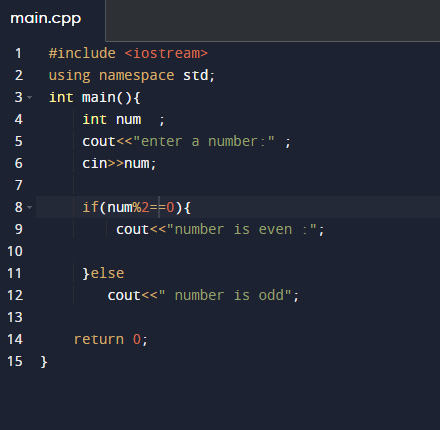 main.cpp
1 #include <iostream>
2 using namespace std;
3 int main(){
4 int num  ;
5 cout<<"enter a number:" ;
6 cin>>num;
7
8 if(num%2==0){
9 cout<<"number is even :";
10
11 }else
12 cout<<" number is odd";
13
14 return 0;
15 }